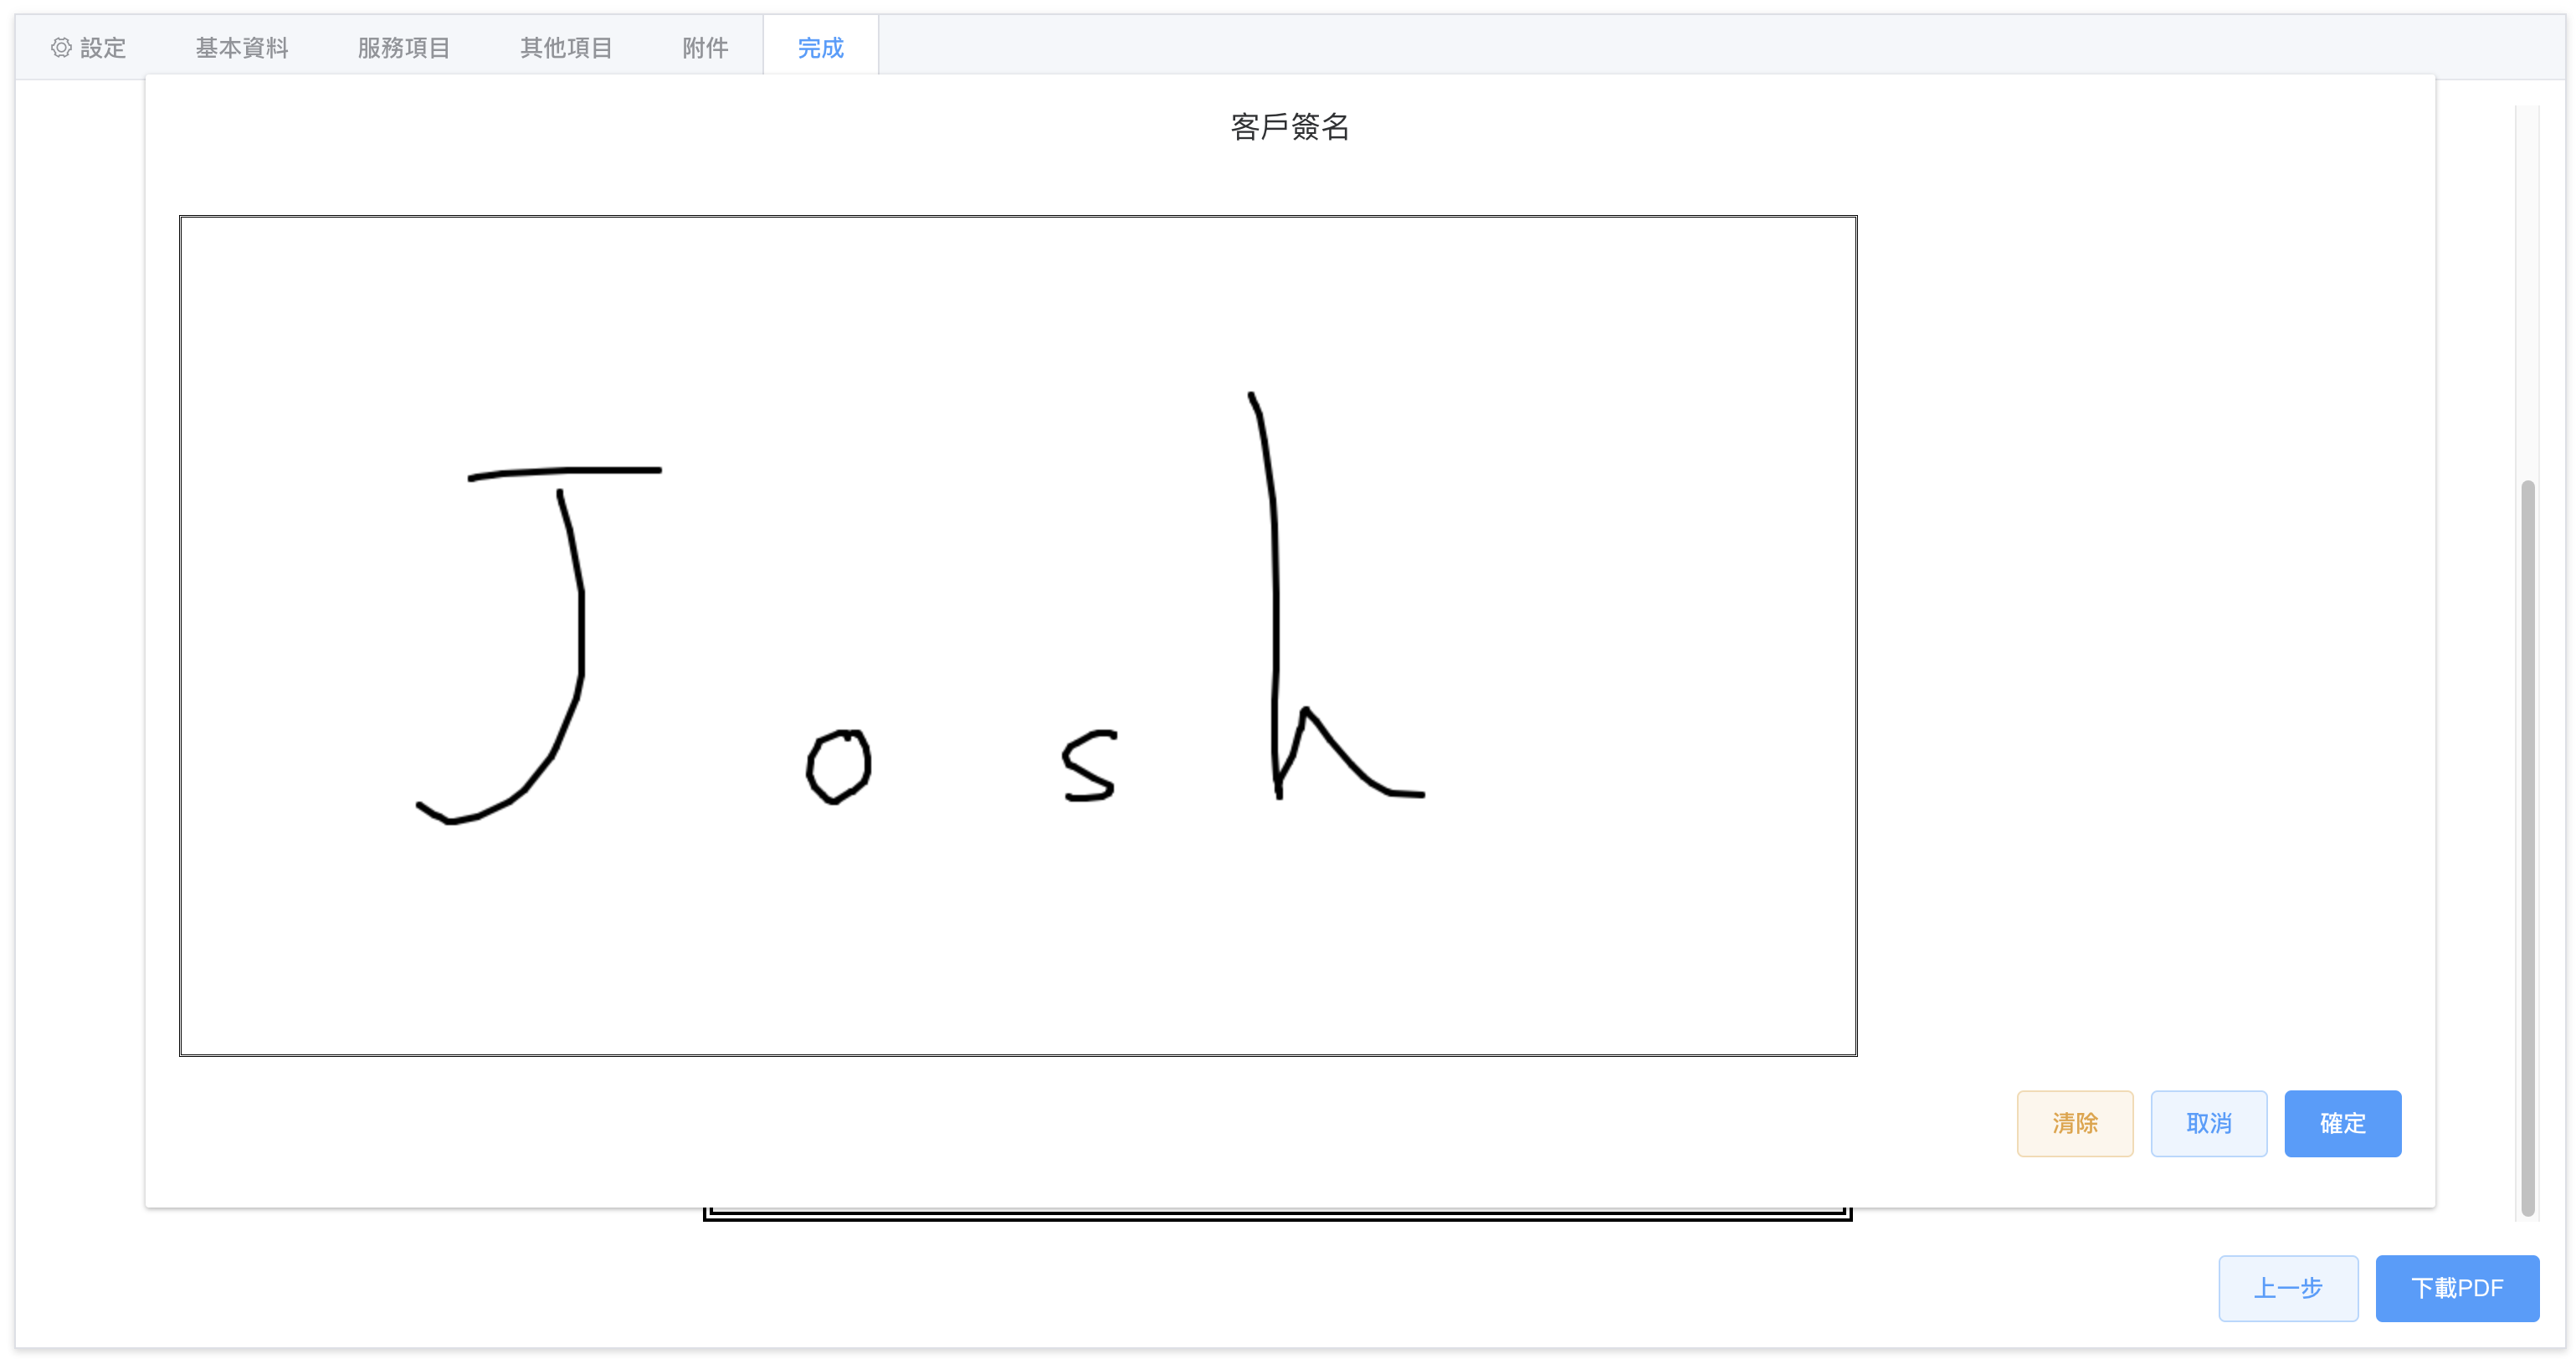 設定 基本資料 服務項目 其他項目 附件 完成
客戶簽名
Josh
清除 取消 確定
上一步 下載PDF